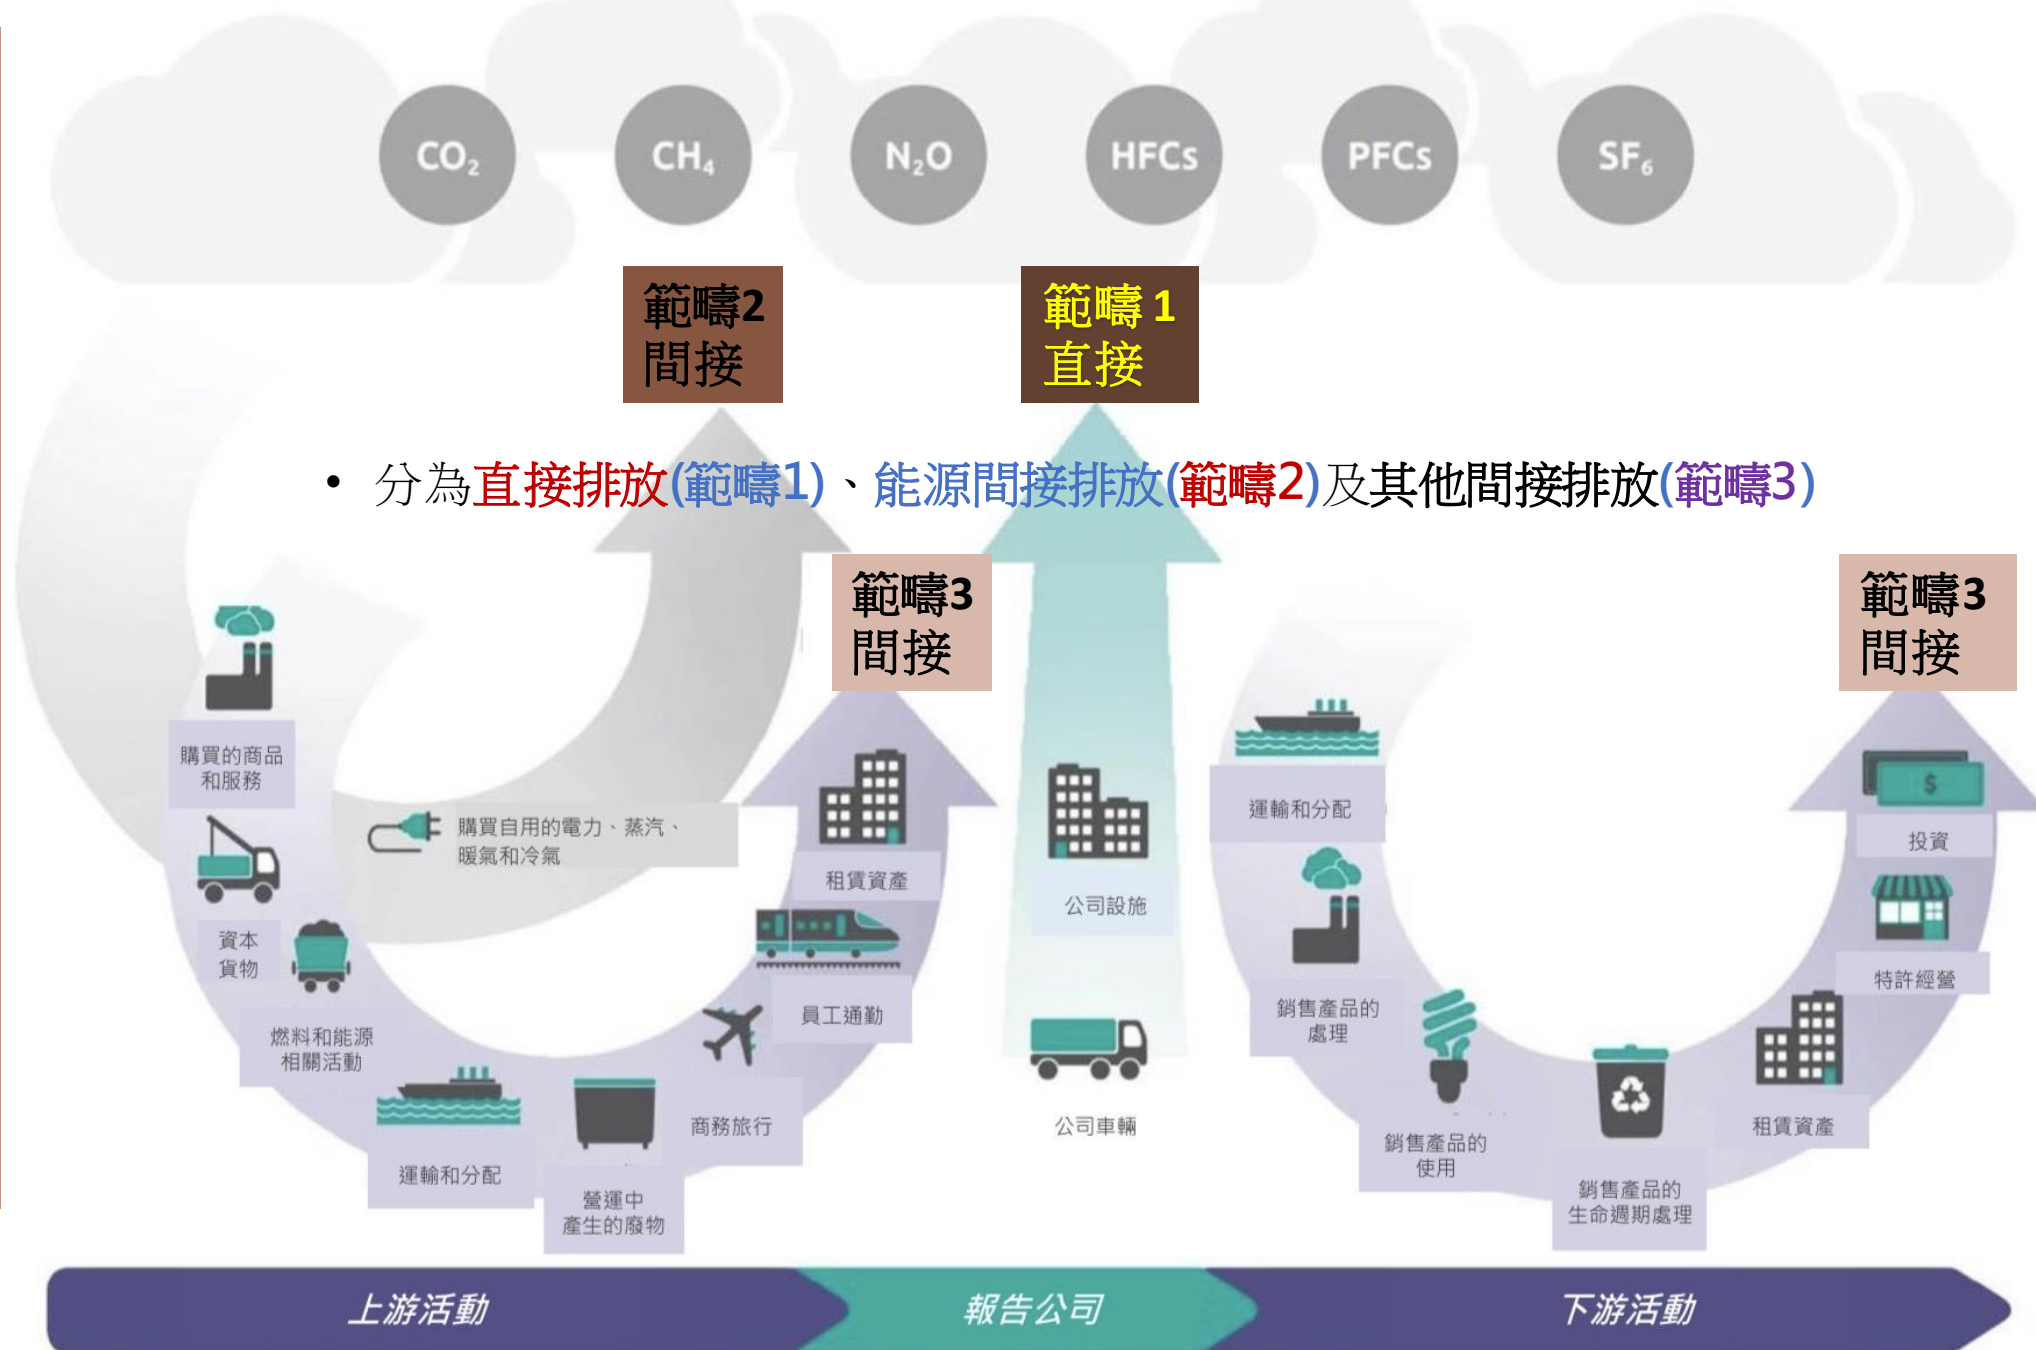 CO₂
CH₄
N₂O
HFCs
PFCs
SF₆
範疇2
間接
範疇1
直接
• 分為直接排放(範疇1)、能源間接排放(範疇2)及其他間接排放(範疇3)
範疇3
間接
範疇3
間接
購買的商品
和服務
購買自用的電力、蒸汽、
暖氣和冷氣
資本
貨物
燃料和能源
相關活動
運輸和分配
營運中
產生的廢物
商務旅行
員工通勤
租賃資產
公司設施
公司車輛
運輸和分配
銷售產品的
處理
銷售產品的
使用
銷售產品的
生命週期處理
租賃資產
特許經營
投資
$
上游活動
報告公司
下游活動